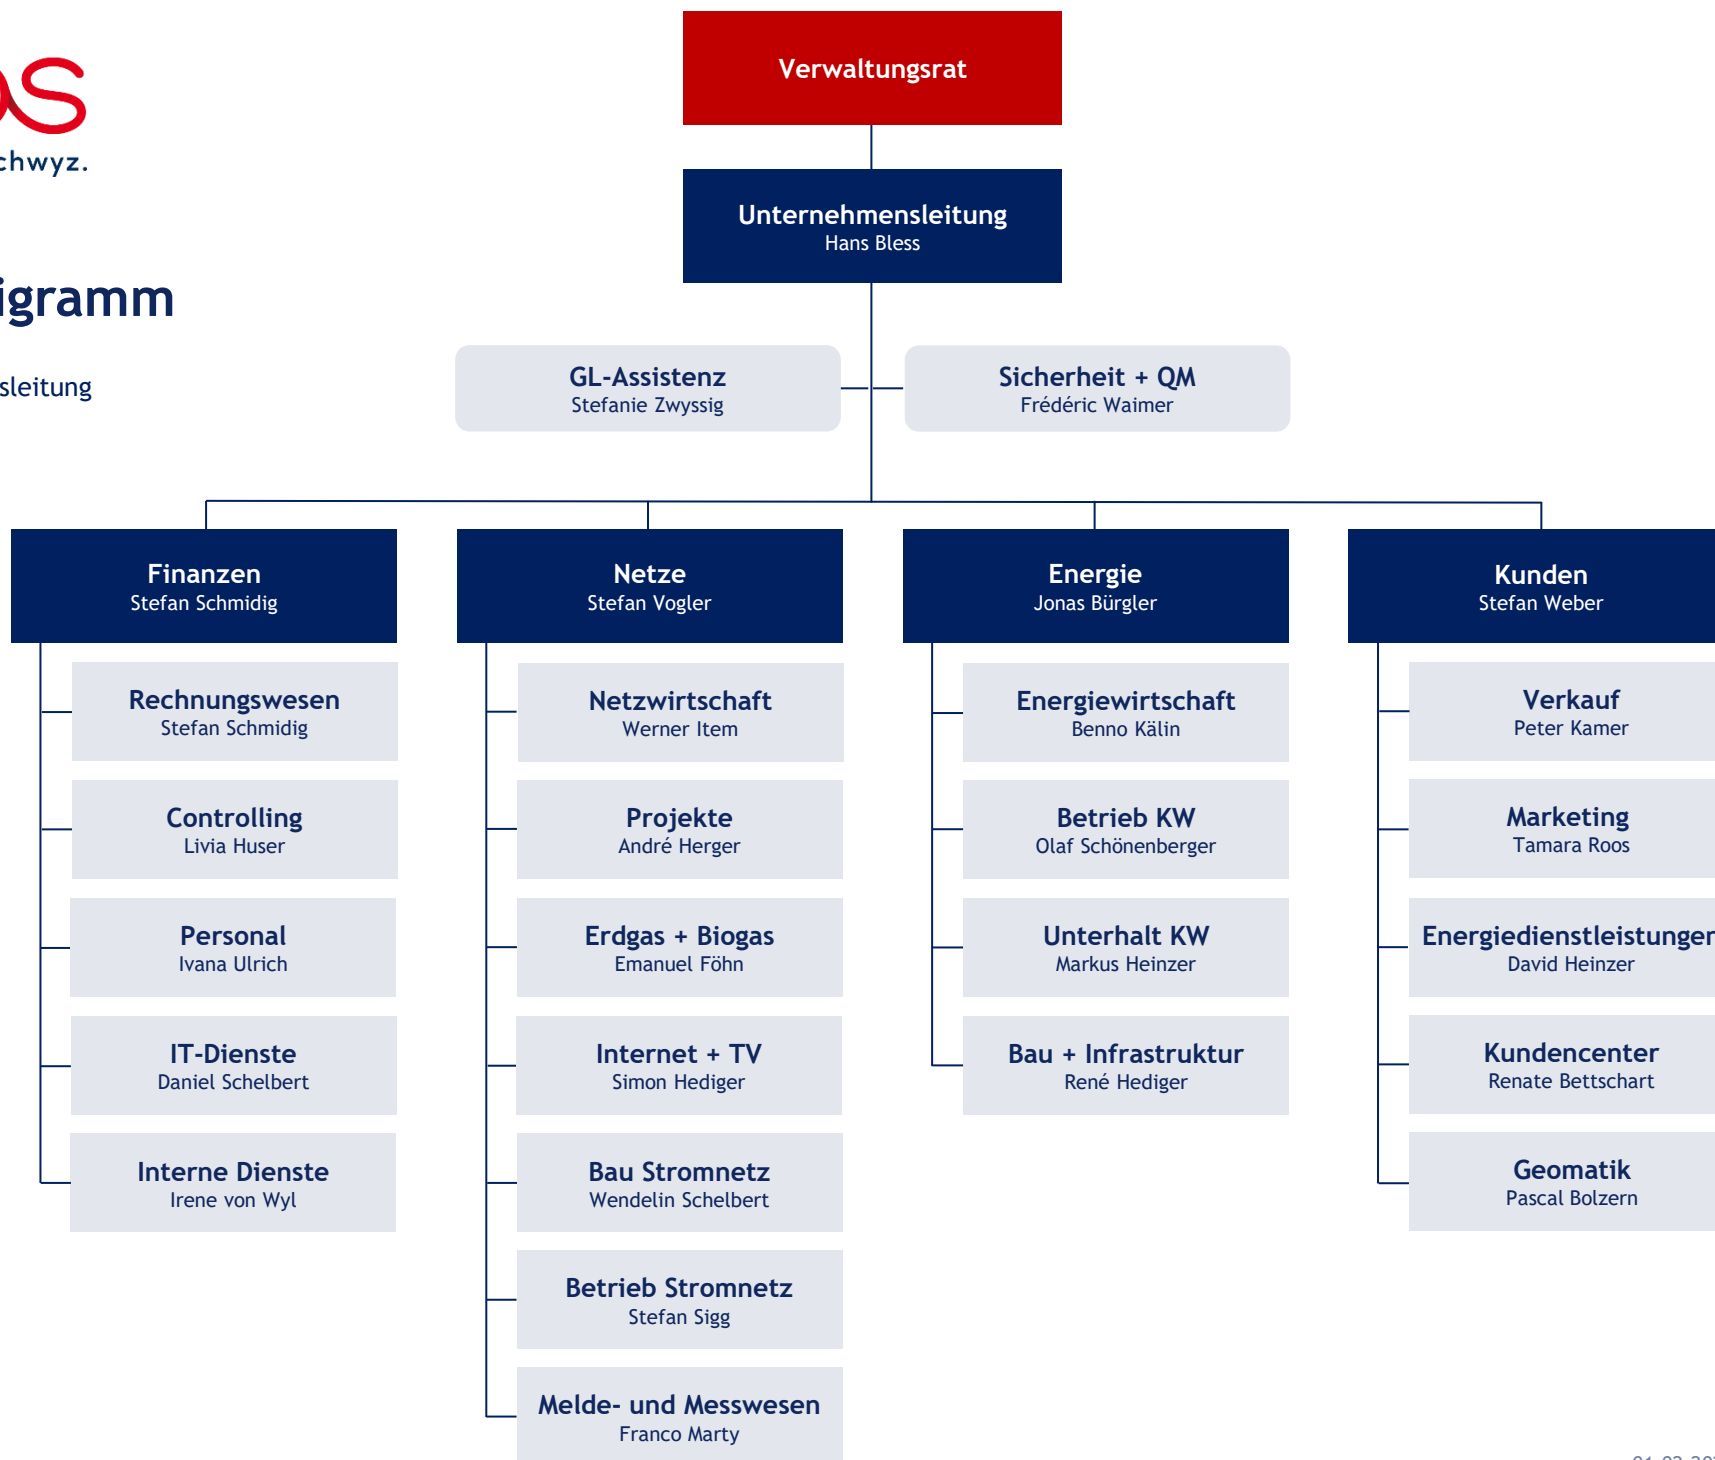 Verwaltungsrat
chwyz.
Unternehmensleitung
Hans Bless
igramm
sleitung
GL-Assistenz
Stefanie Zwyssig
Sicherheit + QM
Frédéric Waimer
Finanzen
Stefan Schmidig
Rechnungswesen
Stefan Schmidig
Controlling
Livia Huser
Personal
Ivana Ulrich
IT-Dienste
Daniel Schelbert
Interne Dienste
Irene von Wyl
Netze
Stefan Vogler
Netzwirtschaft
Werner Item
Projekte
André Herger
Erdgas + Biogas
Emanuel Föhn
Internet + TV
Simon Hediger
Bau Stromnetz
Wendelin Schelbert
Betrieb Stromnetz
Stefan Sigg
Melde- und Messwesen
Franco Marty
Energie
Jonas Bürgler
Energiewirtschaft
Benno Kälin
Betrieb KW
Olaf Schönenberger
Unterhalt KW
Markus Heinzer
Bau + Infrastruktur
René Hediger
Kunden
Stefan Weber
Verkauf
Peter Kamer
Marketing
Tamara Roos
Energiedienstleistungen
David Heinzer
Kundencenter
Renate Bettschart
Geomatik
Pascal Bolzern